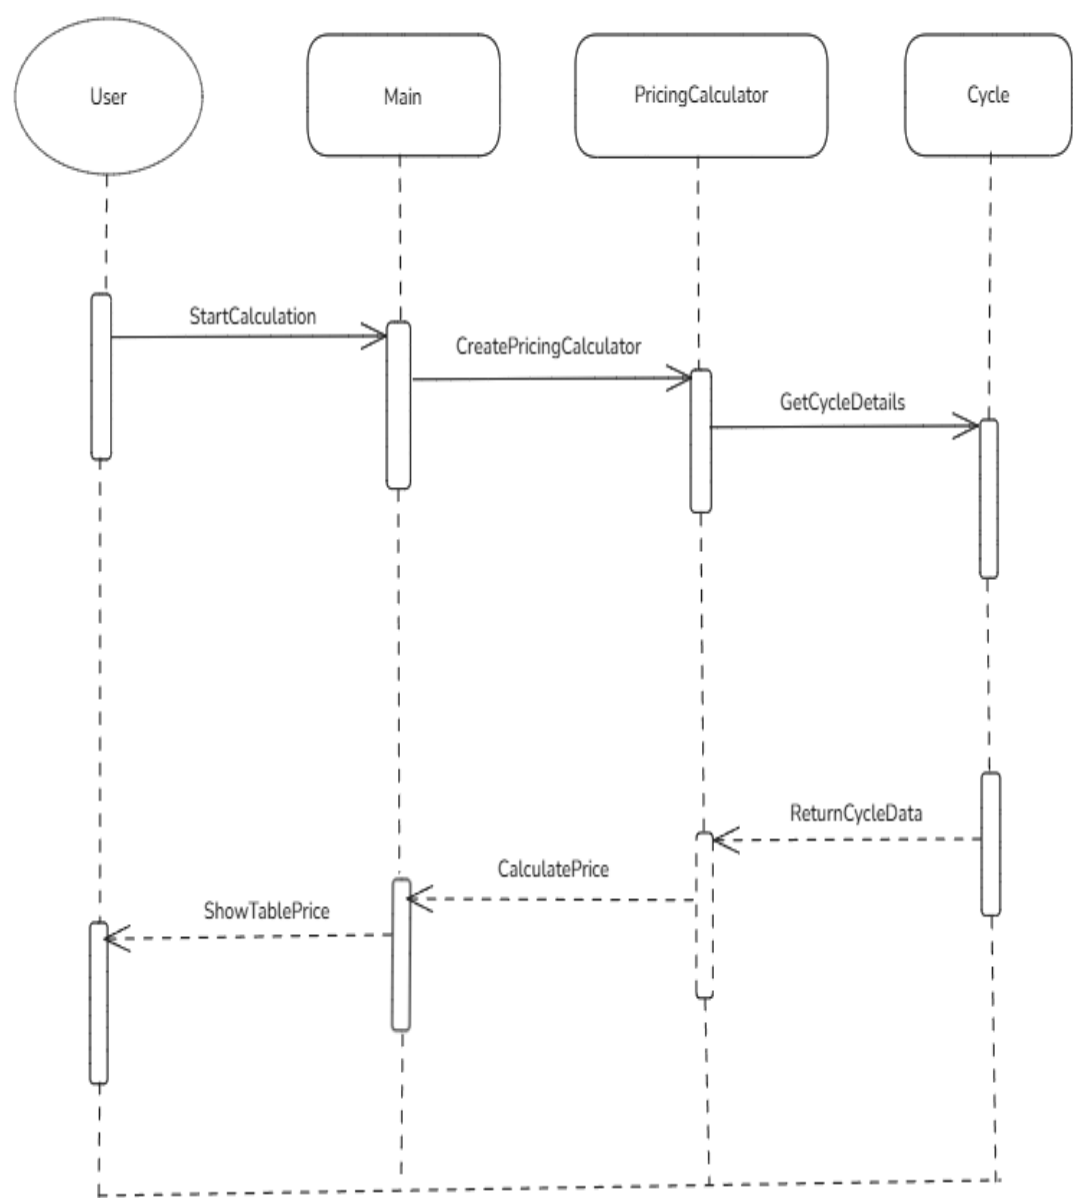 User
Main
PricingCalculator
Cycle
StartCalculation
CreatePricingCalculator
GetCycleDetails
ReturnCycleData
CalculatePrice
ShowTablePrice